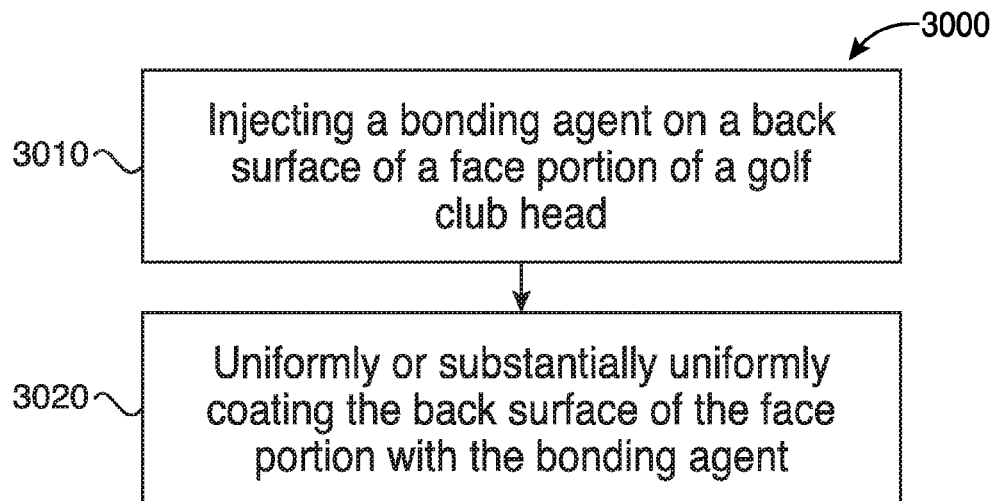 3000
3010
Injecting a bonding agent on a back
surface of a face portion of a golf
club head
3020
Uniformly or substantially uniformly
coating the back surface of the face
portion with the bonding agent